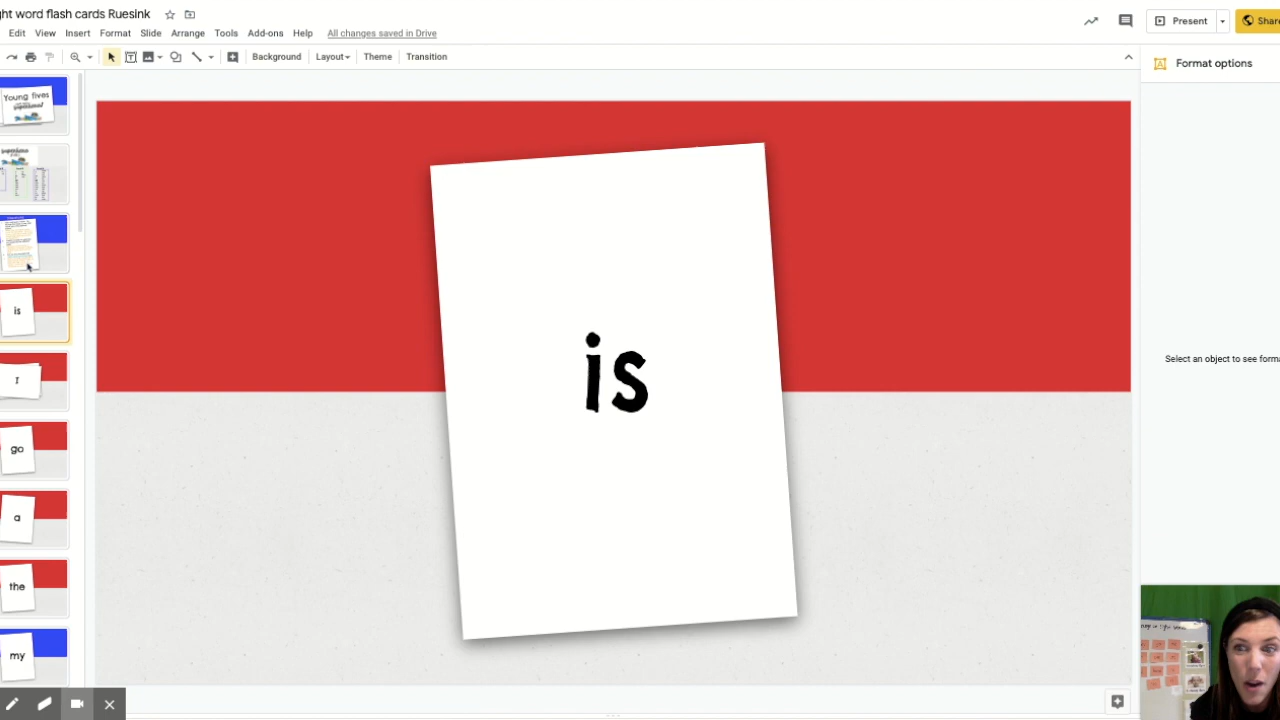 ght word flash cards Ruesink
Edit View Insert Format Slide Arrange Tools Add-ons Help All changes saved in Drive
Present
Share
Background Layout Theme Transition
Format options
Young fives
superhero
is
is
Select an object to see forma
I
go
a
the
my